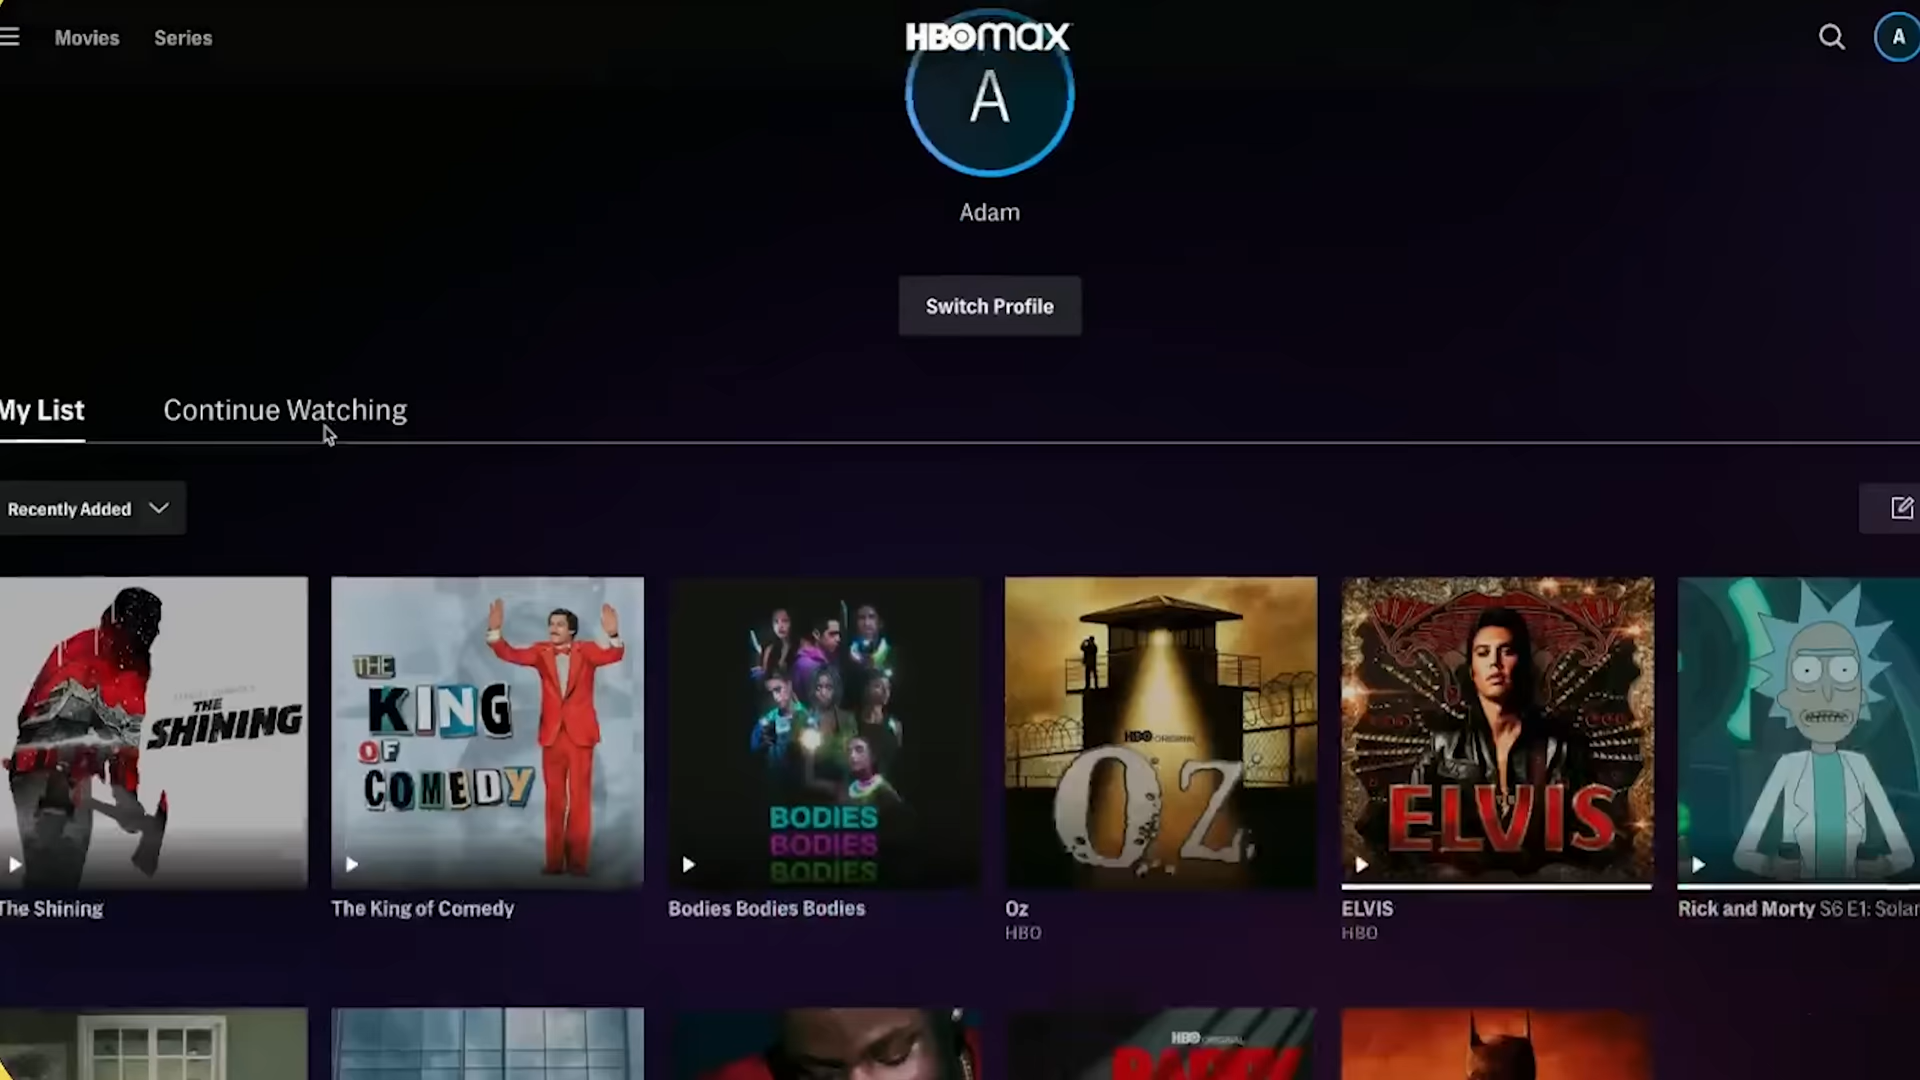 Movies
Series
HBOmax
A
A
Adam
Switch Profile
My List
Continue Watching
Recently Added
THE
SHINING
THE
KING
OF
COMEDY
BODIES
BODIES
BODIES
HBO ORIGINAL
OZ
ELVIS
The Shining
The King of Comedy
Bodies Bodies Bodies
Oz
HBO
ELVIS
HBO
Rick and Morty S6 E1: Solar
HBO ORIGINAL